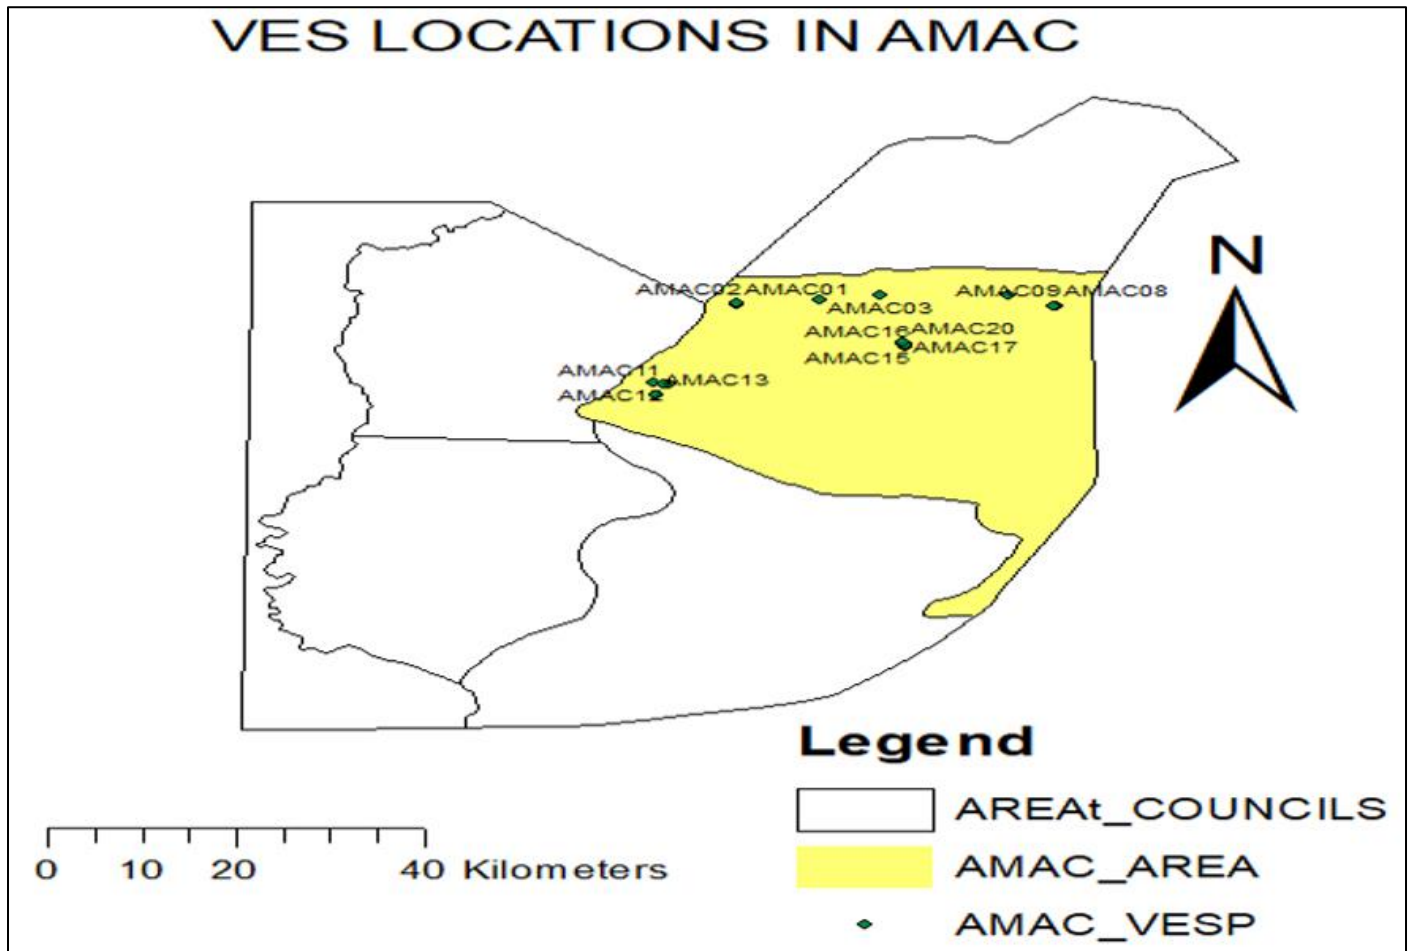 VES LOCATIONS IN AMAC
N
AMAC02 AMAC01
AMAC09 AMAC08
AMAC03
AMAC16 AMAC20
AMAC17
AMAC15
AMAC11
AMAC13
AMAC12
Legend
AREAt_COUNCILS
AMAC_AREA
AMAC_VESP
0 10 20 40 Kilometers